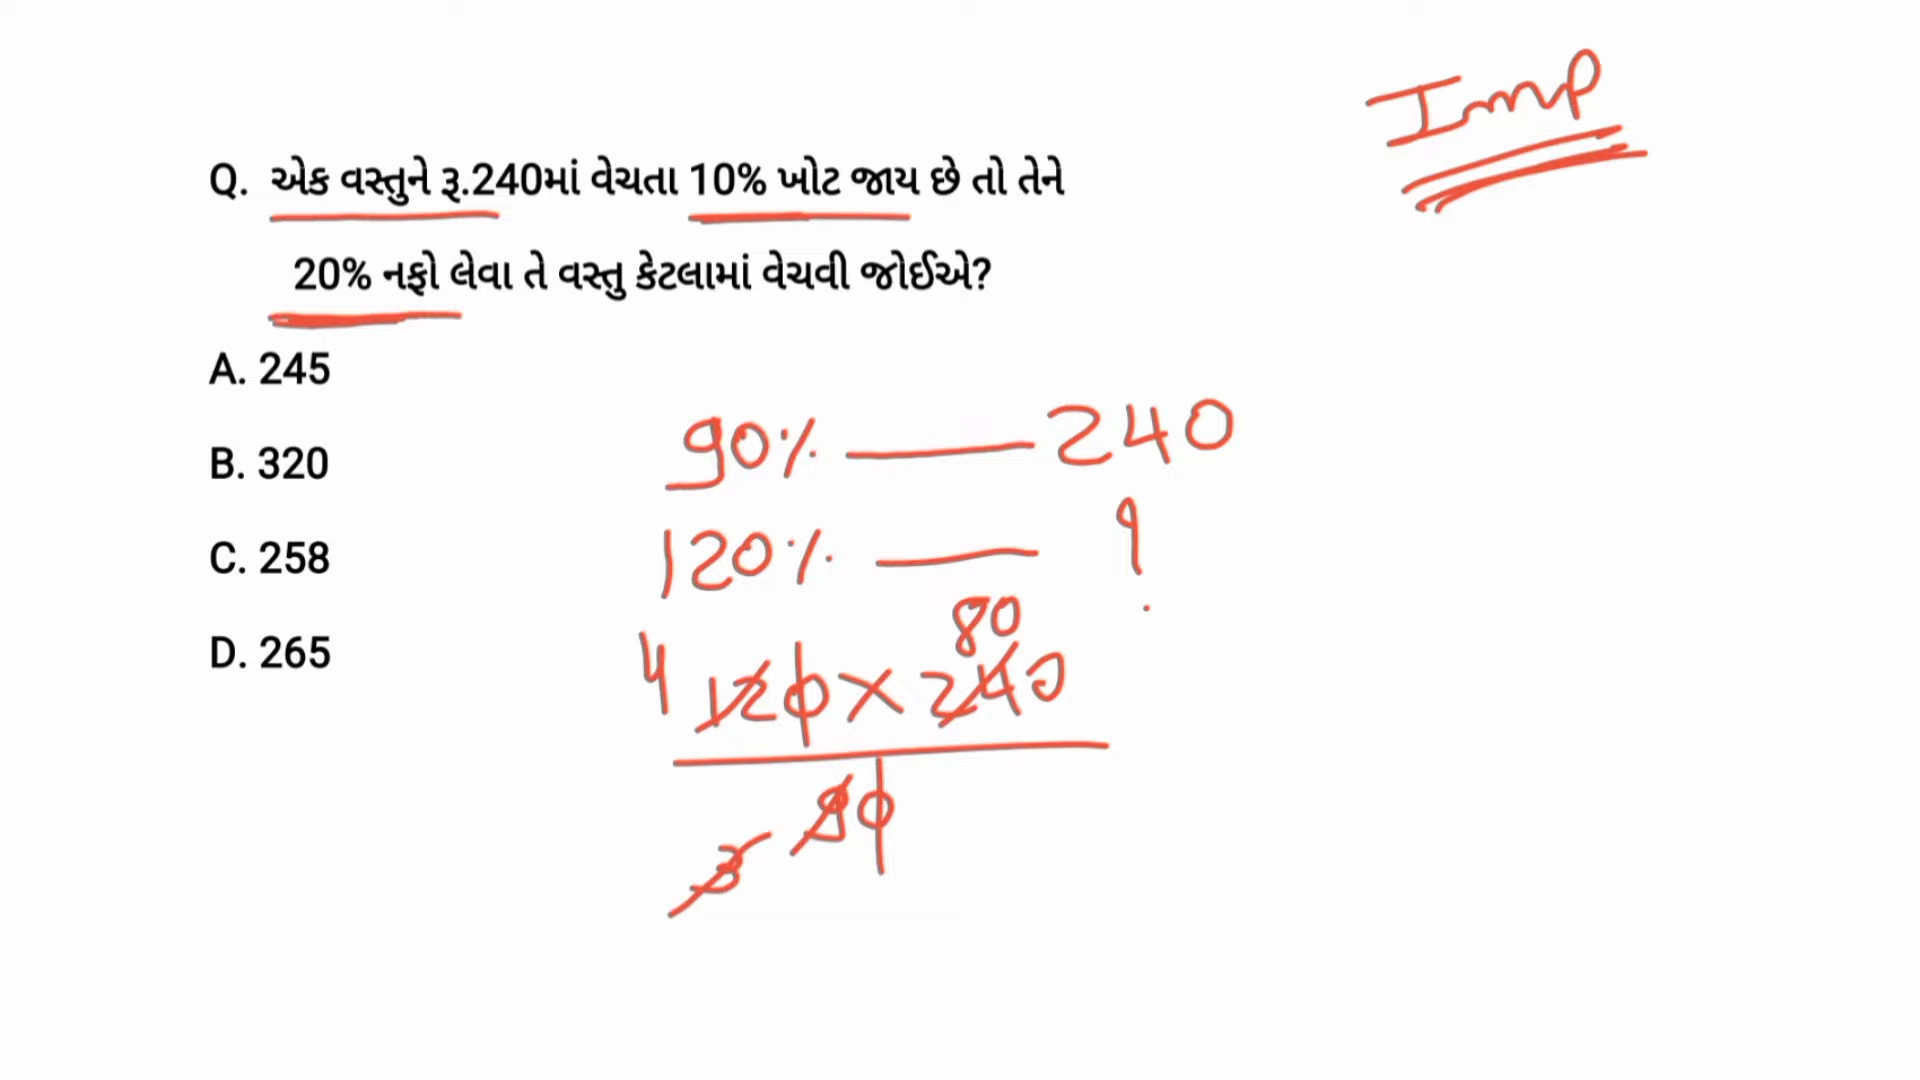 Imp
Q. એક વસ્તુને રૂ.240માં વેચતા 10% ખોટ જાય છે તો તેને
20% નફો લેવા તે વસ્તુ કેટલામાં વેચવી જોઈએ?
A. 245
B. 320
C. 258
D. 265
90% — 240
120% — ?
80
4 120 × 240
90
3